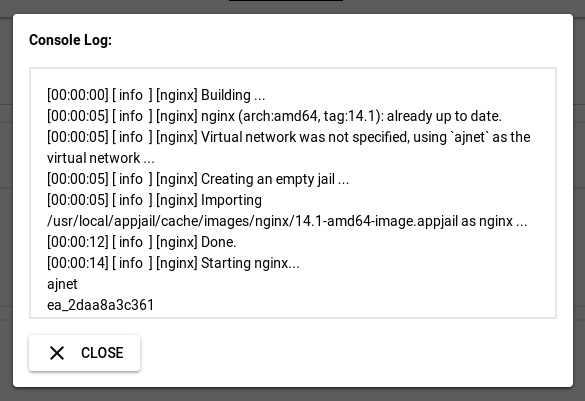 Console Log:
[00:00:00] [ info  ] [nginx] Building ...
[00:00:05] [ info  ] [nginx] nginx (arch:amd64, tag:14.1): already up to date.
[00:00:05] [ info  ] [nginx] Virtual network was not specified, using `ajnet` as the
virtual network ...
[00:00:05] [ info  ] [nginx] Creating an empty jail ...
[00:00:05] [ info  ] [nginx] Importing
/usr/local/appjail/cache/images/nginx/14.1-amd64-image.appjail as nginx ...
[00:00:12] [ info  ] [nginx] Done.
[00:00:14] [ info  ] [nginx] Starting nginx...
ajnet
ea_2daa8a3c361
CLOSE